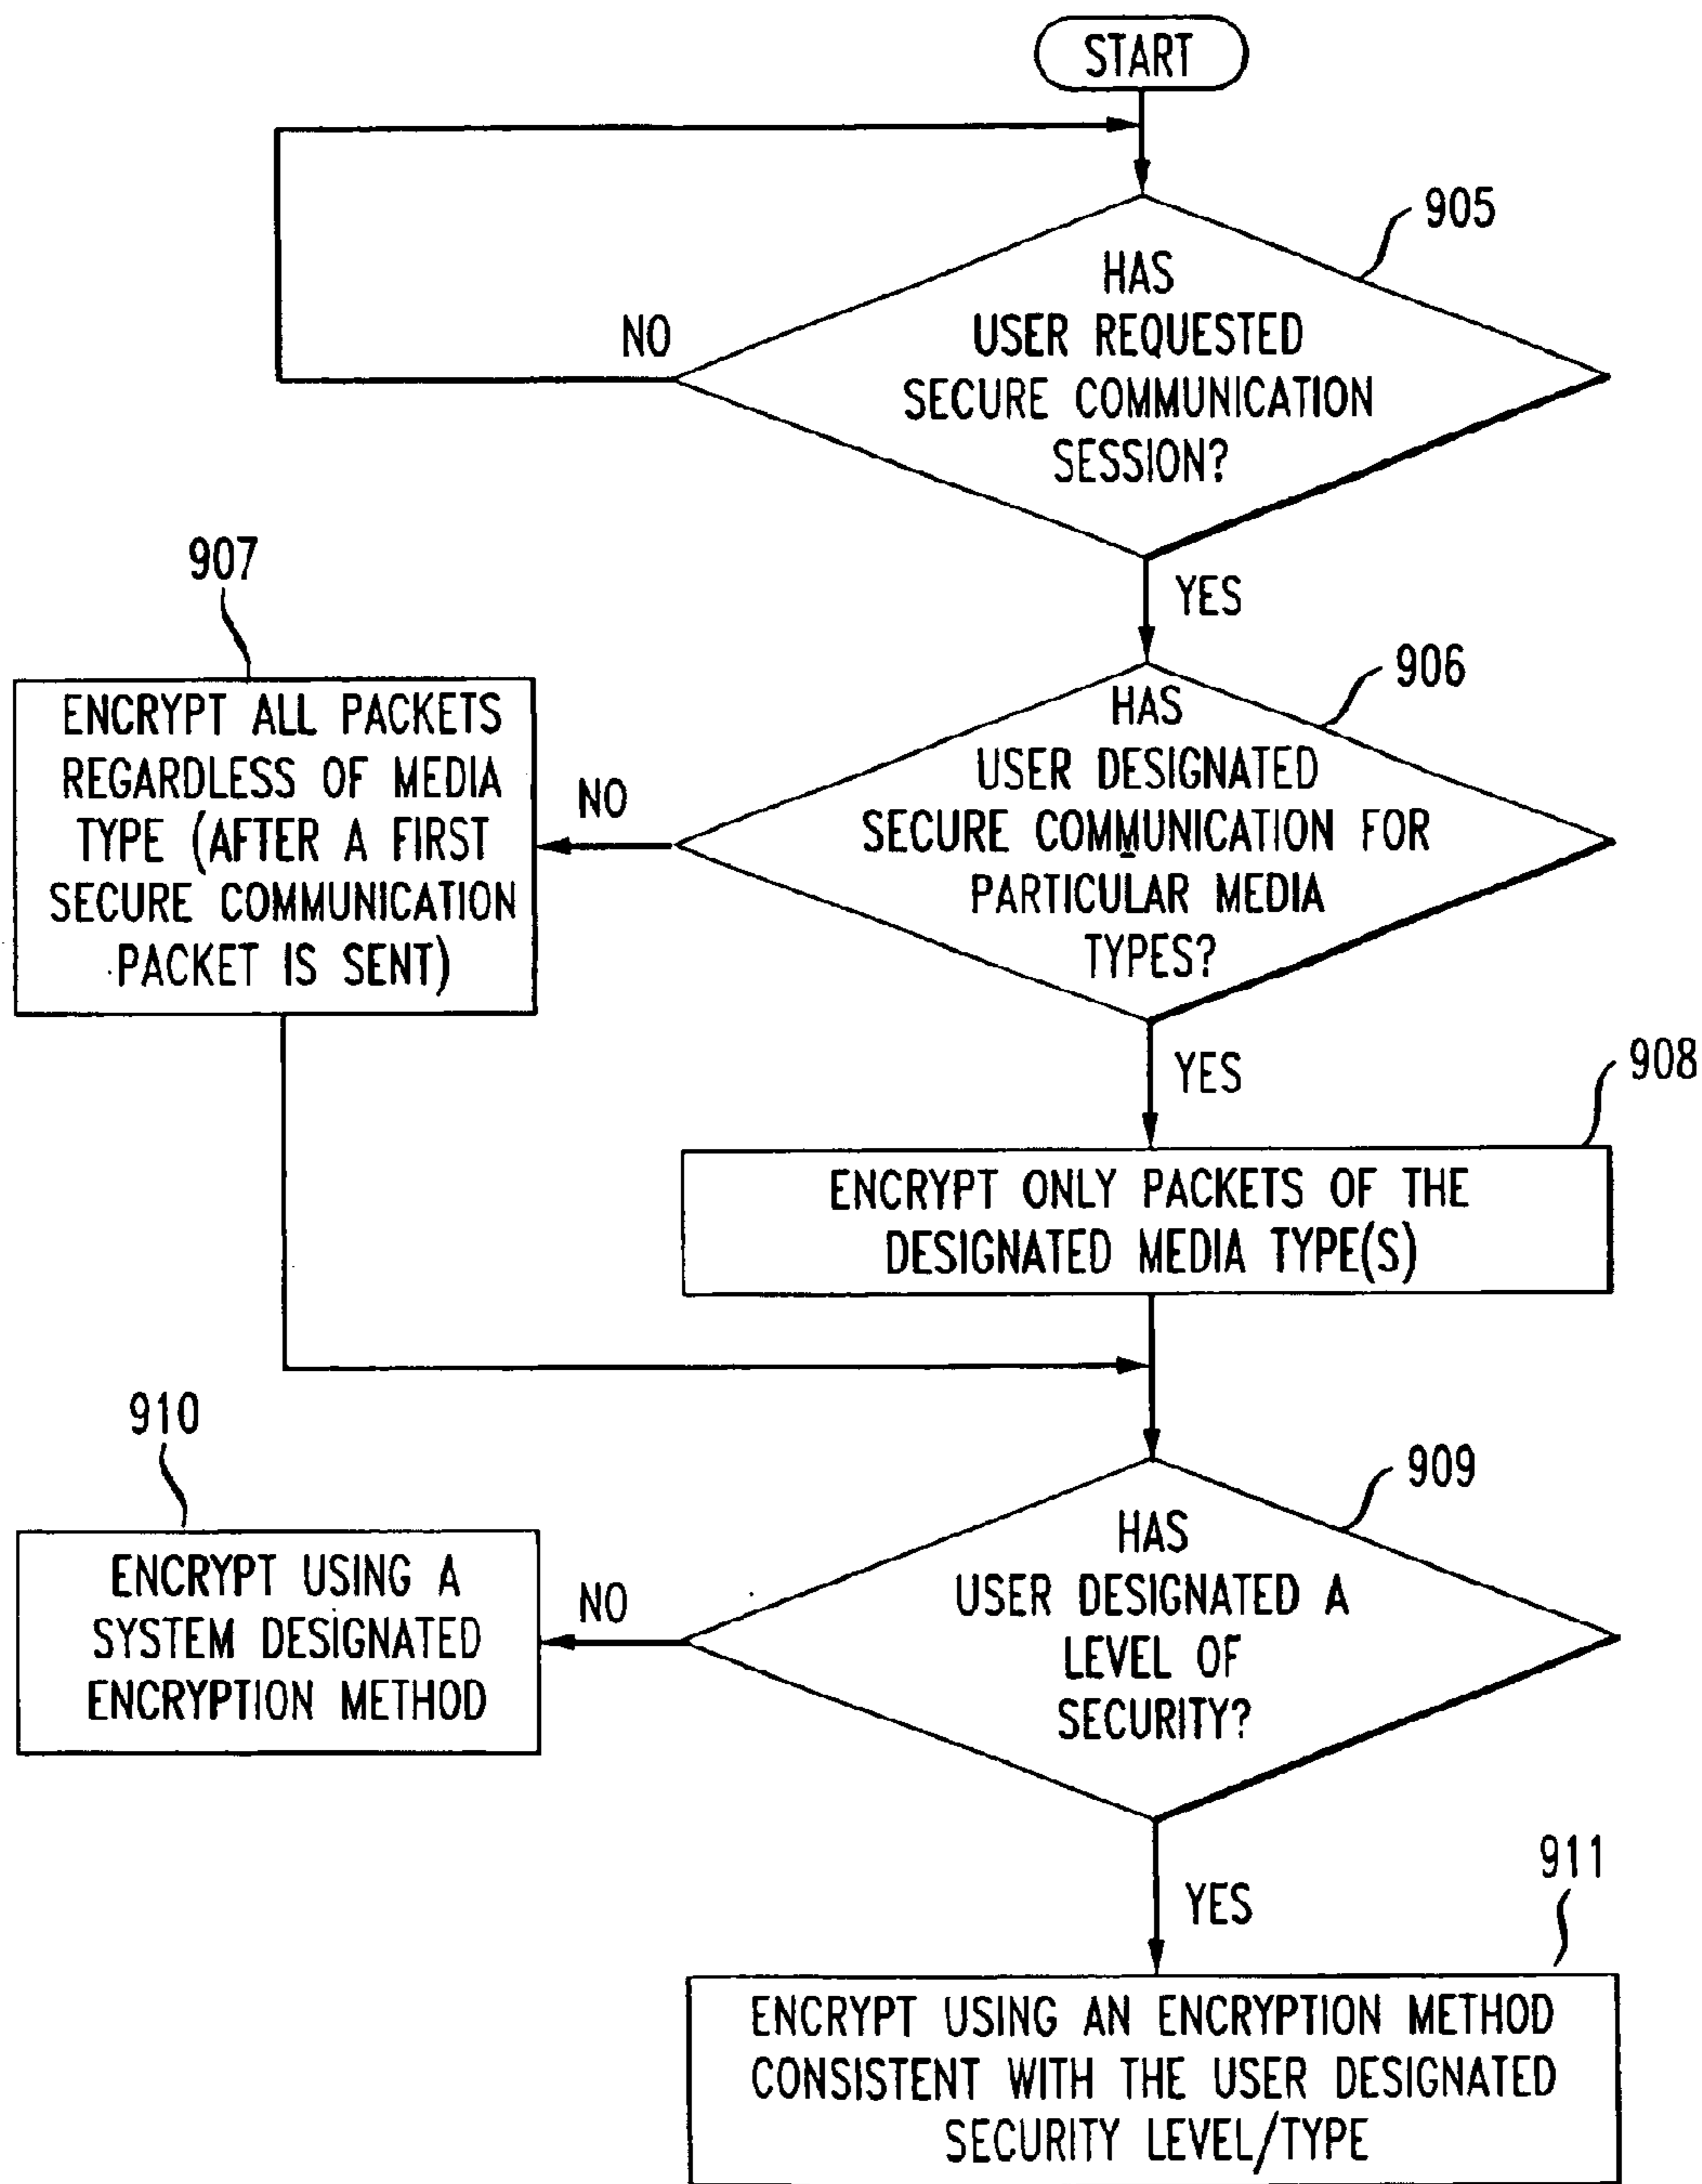 START
905
HAS
USER REQUESTED
SECURE COMMUNICATION
SESSION?
NO
YES
907
906
ENCRYPT ALL PACKETS
REGARDLESS OF MEDIA
TYPE (AFTER A FIRST
SECURE COMMUNICATION
PACKET IS SENT)
NO
HAS
USER DESIGNATED
SECURE COMMUNICATION FOR
PARTICULAR MEDIA
TYPES?
YES
908
ENCRYPT ONLY PACKETS OF THE
DESIGNATED MEDIA TYPE(S)
910
909
ENCRYPT USING A
SYSTEM DESIGNATED
ENCRYPTION METHOD
NO
HAS
USER DESIGNATED A
LEVEL OF
SECURITY?
YES
911
ENCRYPT USING AN ENCRYPTION METHOD
CONSISTENT WITH THE USER DESIGNATED
SECURITY LEVEL/TYPE